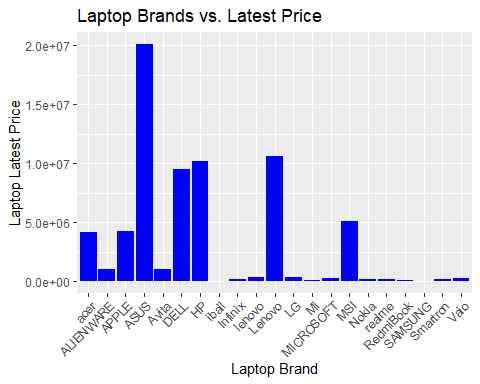 Laptop Brands vs. Latest Price
Laptop Latest Price
2.0e+07
1.5e+07
1.0e+07
5.0e+06
0.0e+00
acer
ALIENWARE
APPLE
ASUS
Avita
DELL
HP
iball
Infinix
lenovo
Lenovo
LG
Mi
MICROSOFT
MSI
Nokia
realme
RedmiBook
SAMSUNG
Smartron
Vaio
Laptop Brand